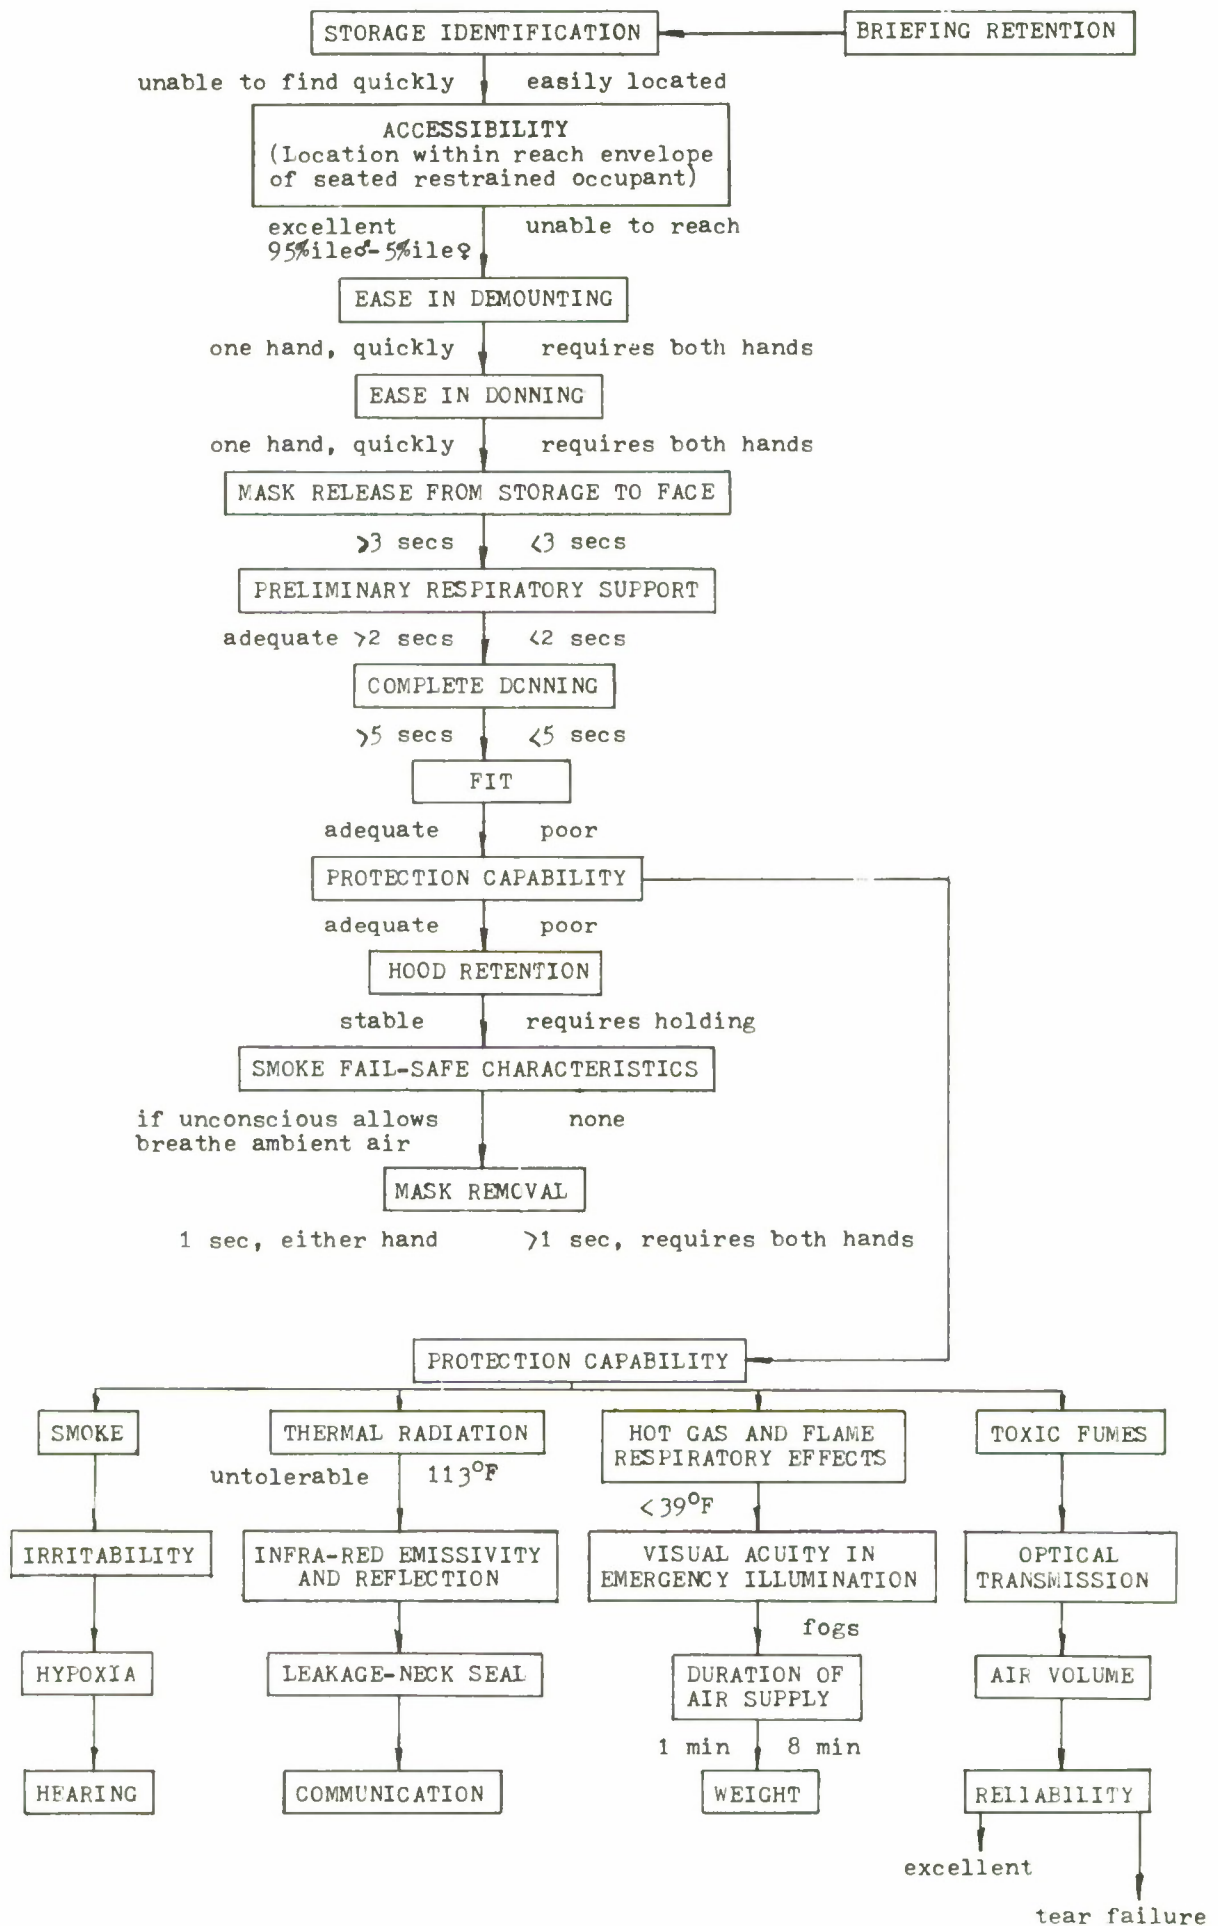 STORAGE IDENTIFICATION
BRIEFING RETENTION
unable to find quickly
easily located
ACCESSIBILITY
(Location within reach envelope
of seated restrained occupant)
excellent
95%ile♂-5%ile♀
unable to reach
EASE IN DEMOUNTING
one hand, quickly
requires both hands
EASE IN DONNING
one hand, quickly
requires both hands
MASK RELEASE FROM STORAGE TO FACE
>3 secs
<3 secs
PRELIMINARY RESPIRATORY SUPPORT
adequate >2 secs
<2 secs
COMPLETE DONNING
>5 secs
<5 secs
FIT
adequate
poor
PROTECTION CAPABILITY
adequate
poor
HOOD RETENTION
stable
requires holding
SMOKE FAIL-SAFE CHARACTERISTICS
if unconscious allows
breathe ambient air
none
MASK REMOVAL
1 sec, either hand
>1 sec, requires both hands
PROTECTION CAPABILITY
SMOKE
THERMAL RADIATION
HOT GAS AND FLAME
RESPIRATORY EFFECTS
TOXIC FUMES
untolerable
113°F
<39°F
IRRITABILITY
INFRA-RED EMISSIVITY
AND REFLECTION
VISUAL ACUITY IN
EMERGENCY ILLUMINATION
OPTICAL
TRANSMISSION
fogs
HYPOXIA
LEAKAGE-NECK SEAL
DURATION OF
AIR SUPPLY
AIR VOLUME
1 min
8 min
HEARING
COMMUNICATION
WEIGHT
RELIABILITY
excellent
tear failure